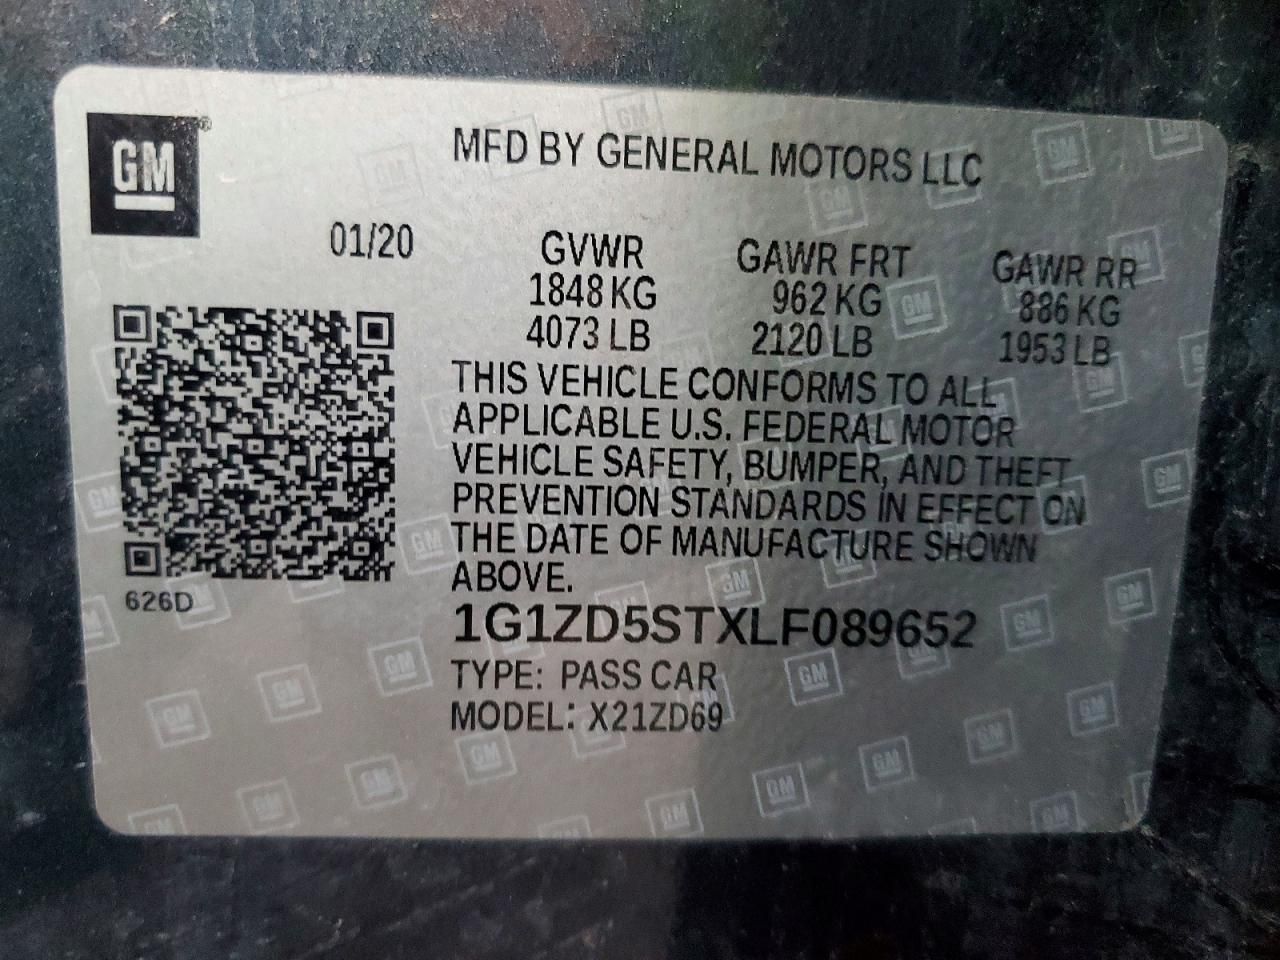 GM®
MFD BY GENERAL MOTORS LLC
01/20
GVWR GAWR FRT GAWR RR
1848 KG 962 KG 886 KG
4073 LB 2120 LB 1953 LB
THIS VEHICLE CONFORMS TO ALL
APPLICABLE U.S. FEDERAL MOTOR
VEHICLE SAFETY, BUMPER, AND THEFT
PREVENTION STANDARDS IN EFFECT ON
THE DATE OF MANUFACTURE SHOWN
ABOVE.
626D
1G1ZD5STXLF089652
TYPE: PASS CAR
MODEL: X21ZD69